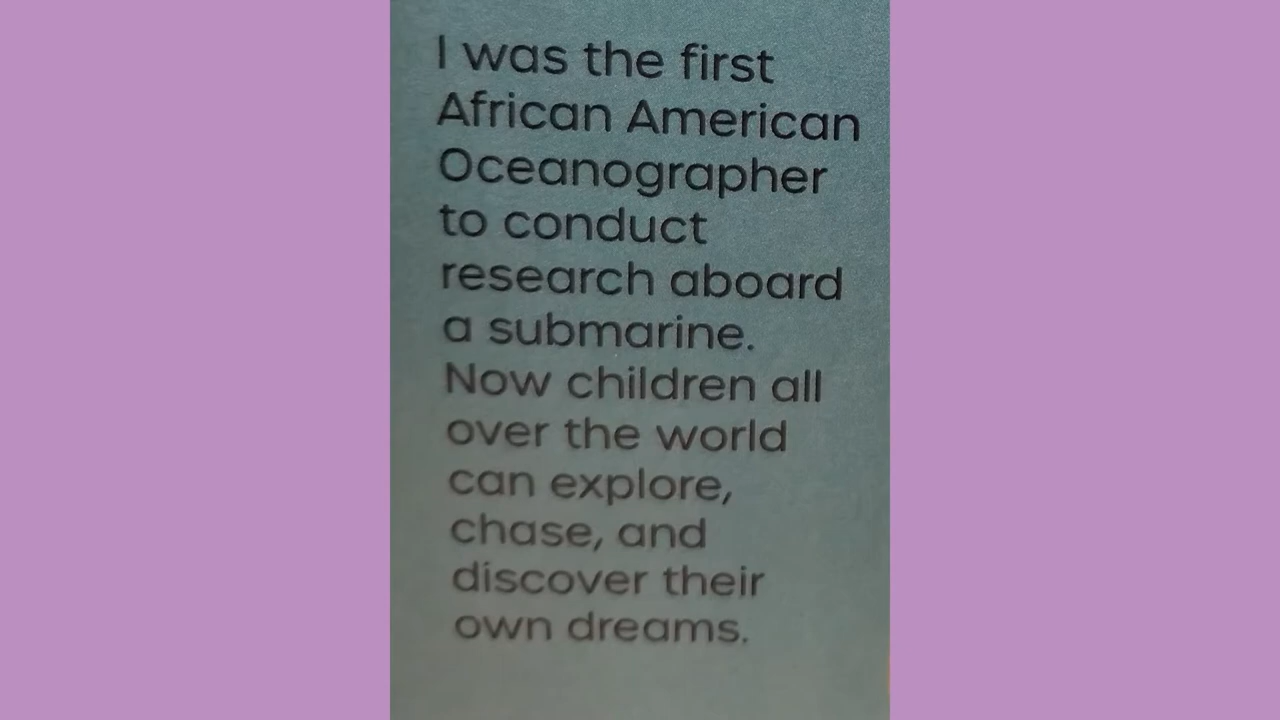 I was the first
African American
Oceanographer
to conduct
research aboard
a submarine.
Now children all
over the world
can explore,
chase, and
discover their
own dreams.